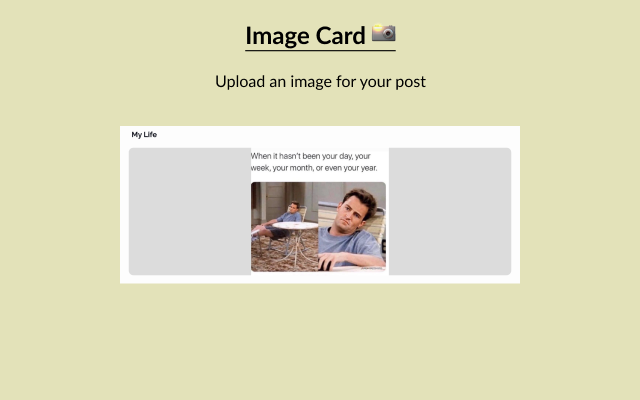 Image Card 📸
Upload an image for your post
My Life
When it hasn't been your day, your
week, your month, or even your year.